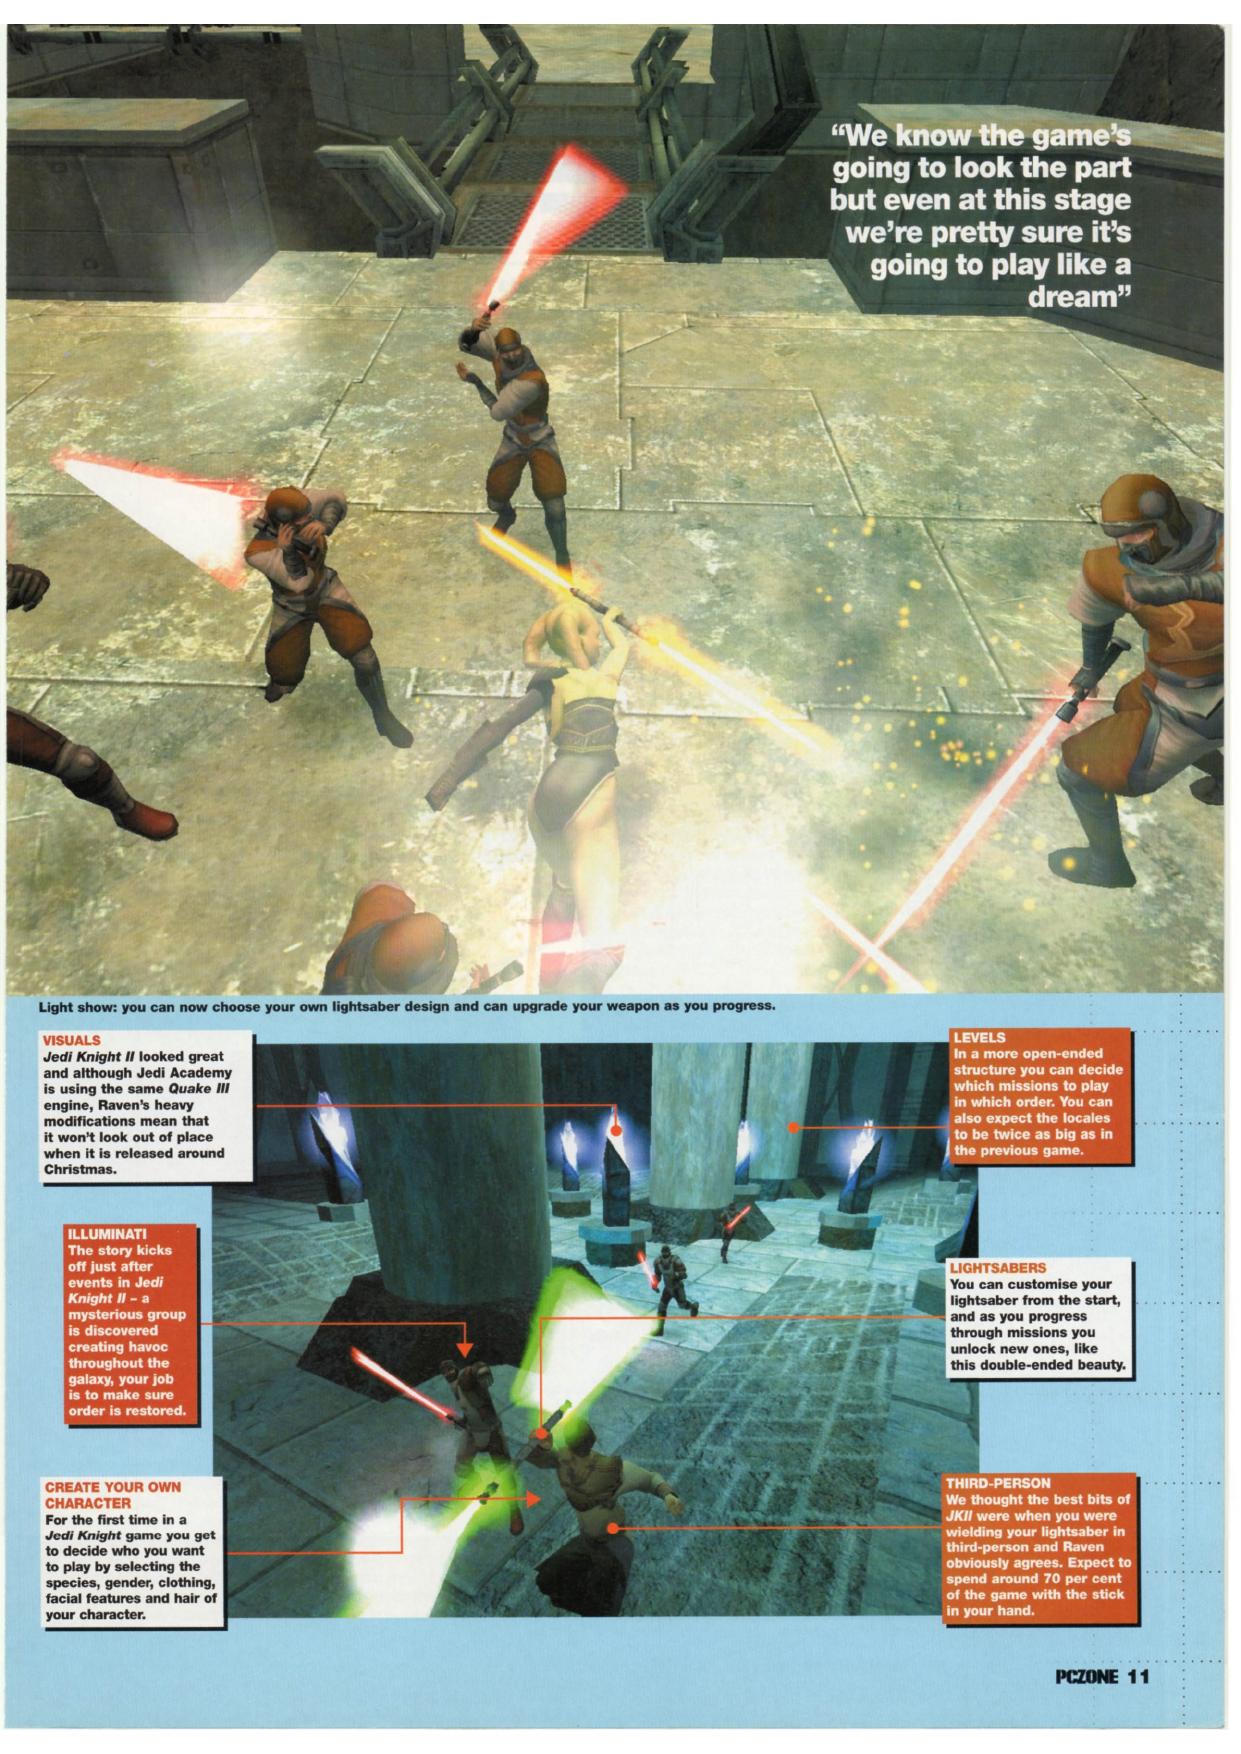 “We know the game’s
going to look the part
but even at this stage
we’re pretty sure it’s
going to play like a
dream”
Light show: you can now choose your own lightsaber design and can upgrade your weapon as you progress.
VISUALS
Jedi Knight II looked great
and although Jedi Academy
is using the same Quake III
engine, Raven’s heavy
modifications mean that
it won’t look out of place
when it is released around
Christmas.
ILLUMINATI
The story kicks
off just after
events in Jedi
Knight II – a
mysterious group
is discovered
creating havoc
throughout the
galaxy, your job
is to make sure
order is restored.
CREATE YOUR OWN
CHARACTER
For the first time in a
Jedi Knight game you get
to decide who you want
to play by selecting the
species, gender, clothing,
facial features and hair of
your character.
LEVELS
In a more open-ended
structure you can decide
which missions to play
in which order. You can
also expect the locales
to be twice as big as in
the previous game.
LIGHTSABERS
You can customise your
lightsaber from the start,
and as you progress
through missions you
unlock new ones, like
this double-ended beauty.
THIRD-PERSON
We thought the best bits of
JKII were when you were
wielding your lightsaber in
third-person and Raven
obviously agrees. Expect to
spend around 70 per cent
of the game with the stick
in your hand.
PCZONE 11